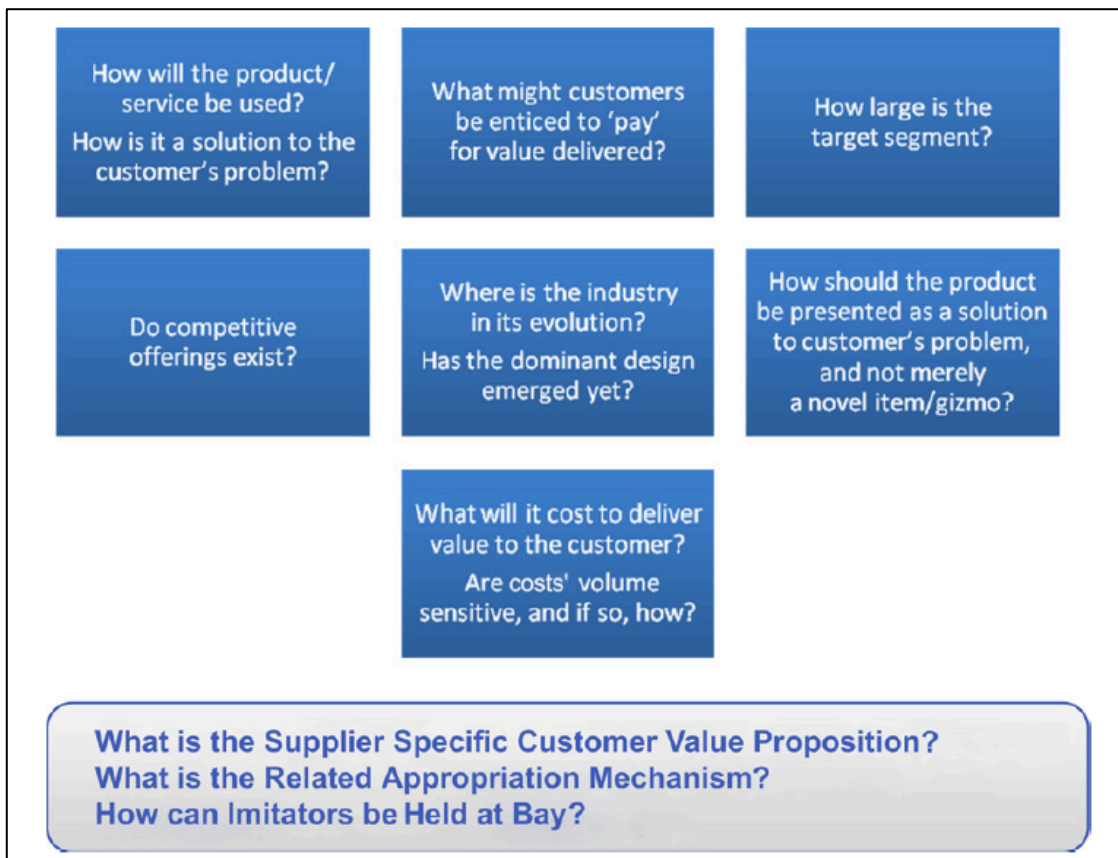 How will the product/
service be used?
How is it a solution to the
customer's problem?
What might customers
be enticed to 'pay'
for value delivered?
How large is the
target segment?
Do competitive
offerings exist?
Where is the industry
in its evolution?
Has the dominant design
emerged yet?
How should the product
be presented as a solution
to customer's problem,
and not merely
a novel item/gizmo?
What will it cost to deliver
value to the customer?
Are costs' volume
sensitive, and if so, how?
What is the Supplier Specific Customer Value Proposition?
What is the Related Appropriation Mechanism?
How can Imitators be Held at Bay?